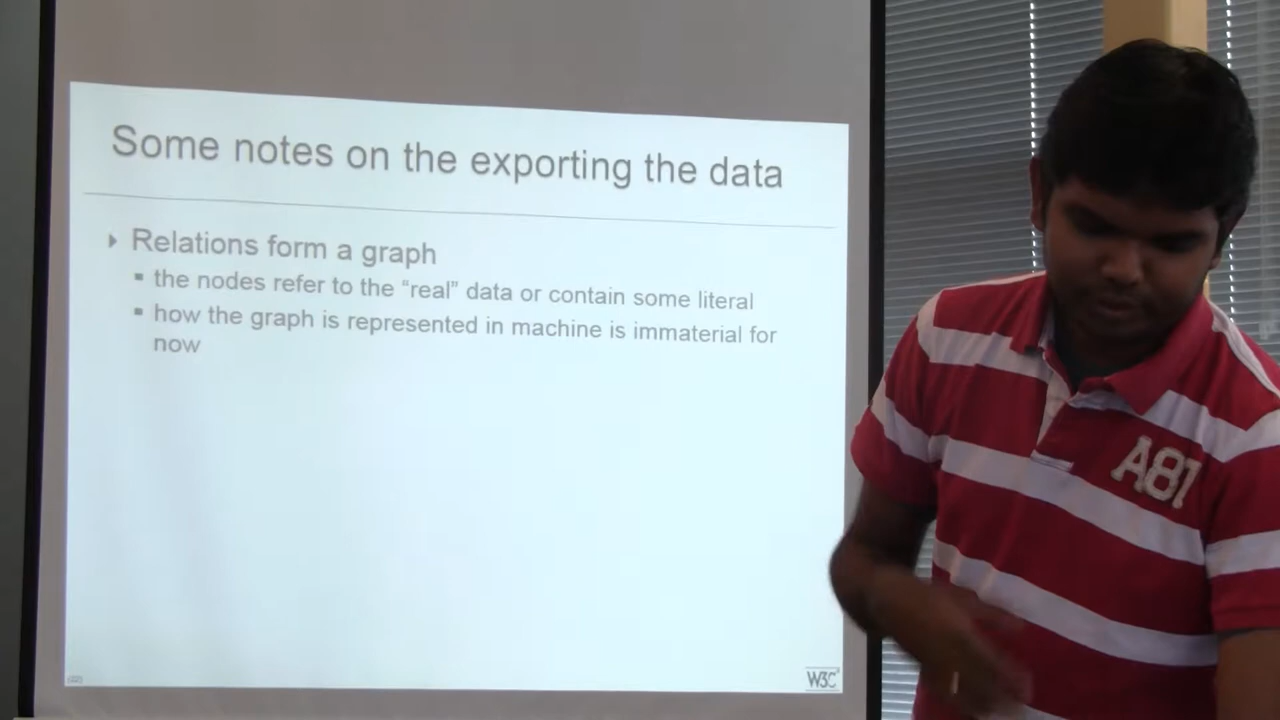 Some notes on the exporting the data
Relations form a graph
the nodes refer to the “real” data or contain some literal
how the graph is represented in machine is immaterial for
now
W3C
A81